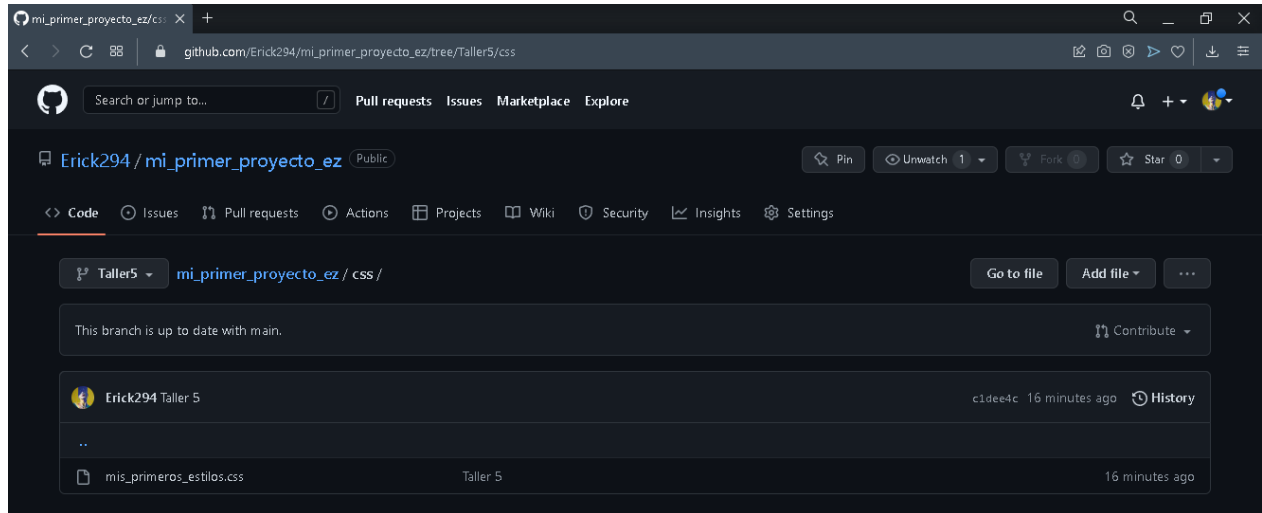 mi_primer_proyecto_ez/css
github.com/Erick294/mi_primer_proyecto_ez/tree/Taller5/css
Search or jump to... / Pull requests Issues Marketplace Explore
Erick294 / mi_primer_proyecto_ez Public Pin Unwatch 1 Fork 0 Star 0
Code Issues Pull requests Actions Projects Wiki Security Insights Settings
Taller5 mi_primer_proyecto_ez / css / Go to file Add file ...
This branch is up to date with main. Contribute
Erick294 Taller 5 c1dee4c 16 minutes ago History
..
mis_primeros_estilos.css Taller 5 16 minutes ago